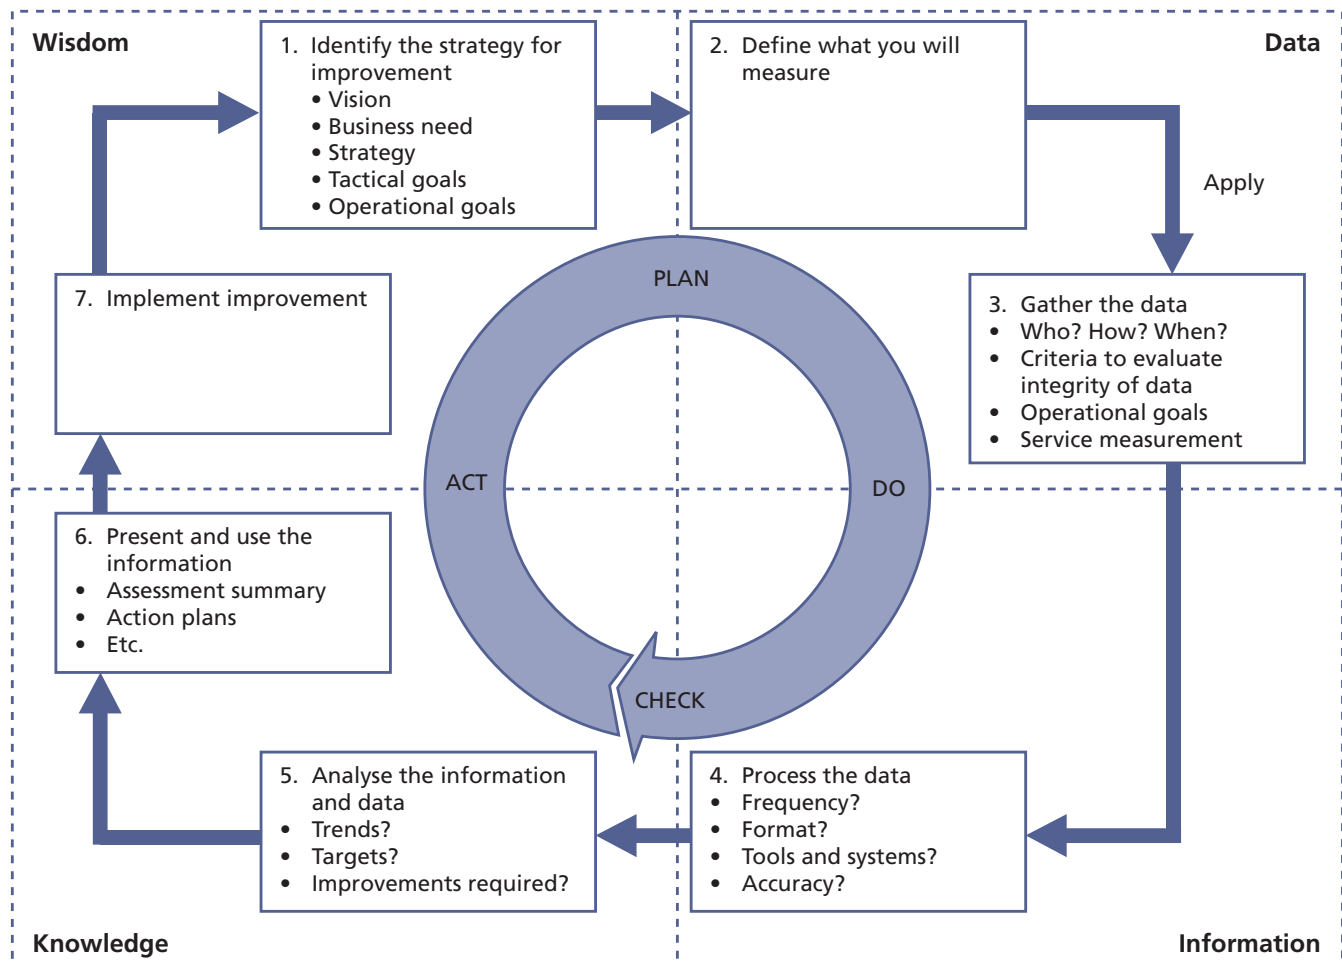 Wisdom
1. Identify the strategy for
improvement
• Vision
• Business need
• Strategy
• Tactical goals
• Operational goals
2. Define what you will
measure
Data
Apply
3. Gather the data
• Who? How? When?
• Criteria to evaluate
integrity of data
• Operational goals
• Service measurement
7. Implement improvement
PLAN
ACT
DO
CHECK
6. Present and use the
information
• Assessment summary
• Action plans
• Etc.
5. Analyse the information
and data
• Trends?
• Targets?
• Improvements required?
4. Process the data
• Frequency?
• Format?
• Tools and systems?
• Accuracy?
Knowledge
Information